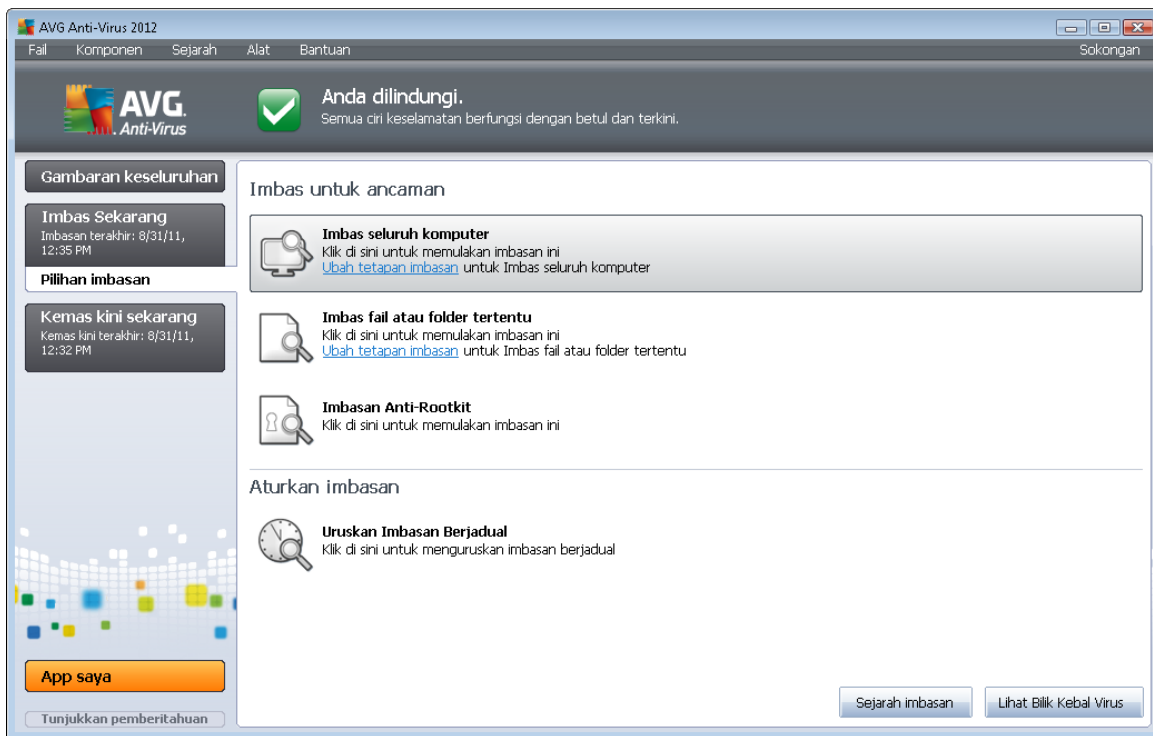 AVG Anti-Virus 2012
Fail Komponen Sejarah Alat Bantuan Sokongan
AVG.
Anti-Virus
Anda dilindungi.
Semua ciri keselamatan berfungsi dengan betul dan terkini.
Gambaran keseluruhan
Imbas Sekarang
Imbasan terakhir: 8/31/11,
12:35 PM
Pilihan imbasan
Kemas kini sekarang
Kemas kini terakhir: 8/31/11,
12:32 PM
App saya
Tunjukkan pemberitahuan
Imbas untuk ancaman
Imbas seluruh komputer
Klik di sini untuk memulakan imbasan ini
Ubah tetapan imbasan untuk Imbas seluruh komputer
Imbas fail atau folder tertentu
Klik di sini untuk memulakan imbasan ini
Ubah tetapan imbasan untuk Imbas fail atau folder tertentu
Imbasan Anti-Rootkit
Klik di sini untuk memulakan imbasan ini
Aturkan imbasan
Uruskan Imbasan Berjadual
Klik di sini untuk menguruskan imbasan berjadual
Sejarah imbasan
Lihat Bilik Kebal Virus